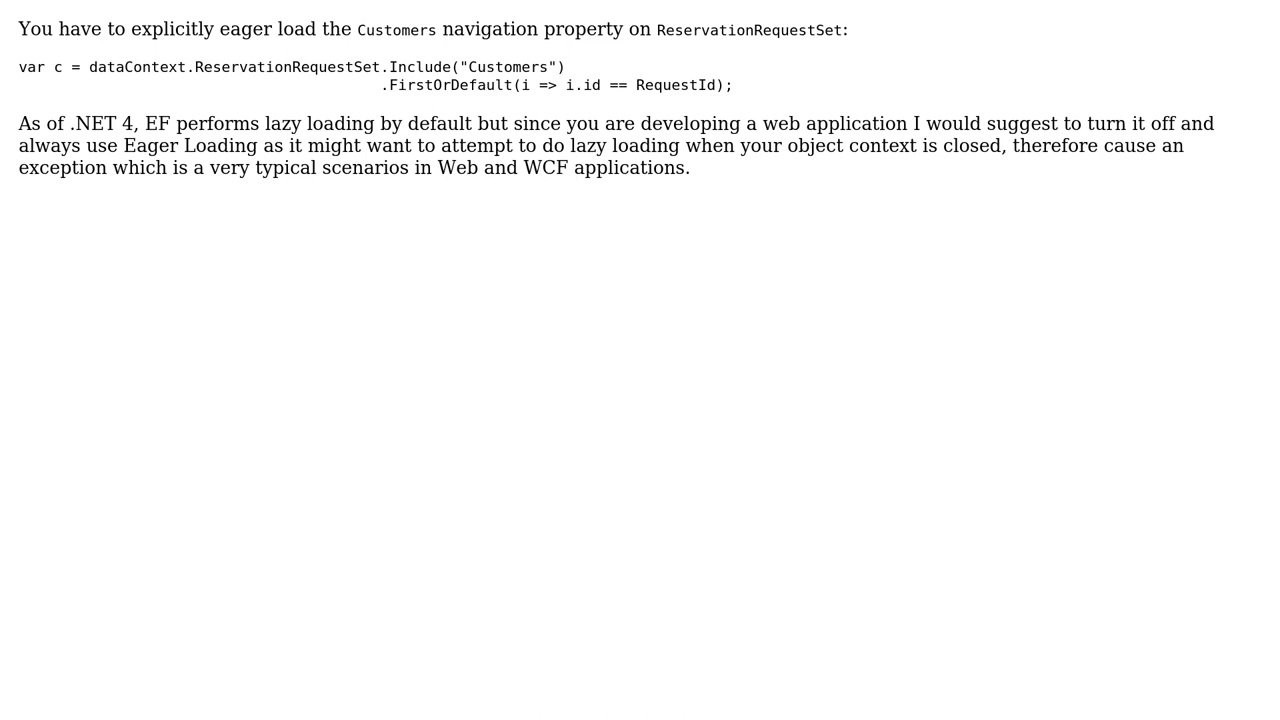 You have to explicitly eager load the Customers navigation property on ReservationRequestSet:
var c = dataContext.ReservationRequestSet.Include("Customers")
.FirstOrDefault(i => i.id == RequestId);
As of .NET 4, EF performs lazy loading by default but since you are developing a web application I would suggest to turn it off and
always use Eager Loading as it might want to attempt to do lazy loading when your object context is closed, therefore cause an
exception which is a very typical scenarios in Web and WCF applications.